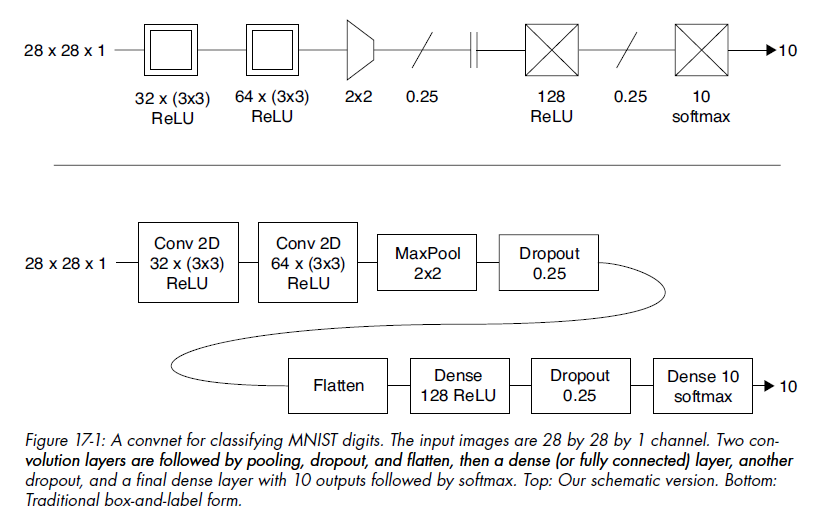 28 x 28 x 1
32 x (3x3)
ReLU
64 x (3x3)
ReLU
2x2
0.25
128
ReLU
0.25
10
softmax
10
28 x 28 x 1
Conv 2D
32 x (3x3)
ReLU
Conv 2D
64 x (3x3)
ReLU
MaxPool
2x2
Dropout
0.25
Flatten
Dense
128 ReLU
Dropout
0.25
Dense 10
softmax
10
Figure 17-1: A convnet for classifying MNIST digits. The input images are 28 by 28 by 1 channel. Two con-
volution layers are followed by pooling, dropout, and flatten, then a dense (or fully connected) layer, another
dropout, and a final dense layer with 10 outputs followed by softmax. Top: Our schematic version. Bottom:
Traditional box-and-label form.